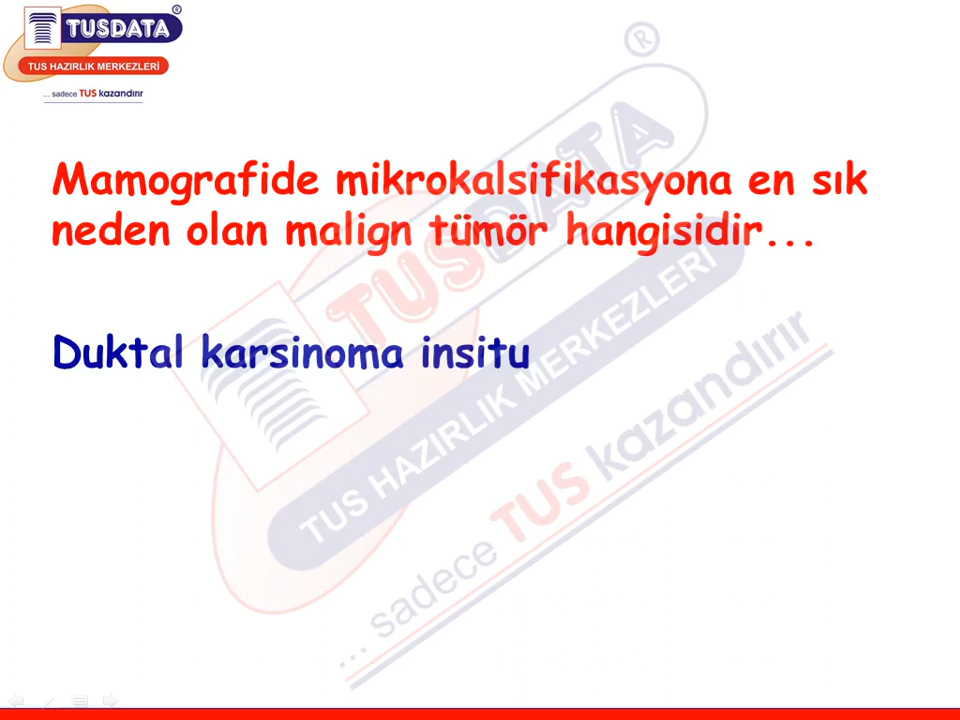 TUSDATA ®
TUS HAZIRLIK MERKEZLERİ
... sadece TUS kazandırır
Mamografide mikrokalsifikasyona en sık
neden olan malign tümör hangisidir...
Duktal karsinoma insitu
TUSDATA ®
TUS HAZIRLIK MERKEZLERİ
... sadece TUS kazandırır